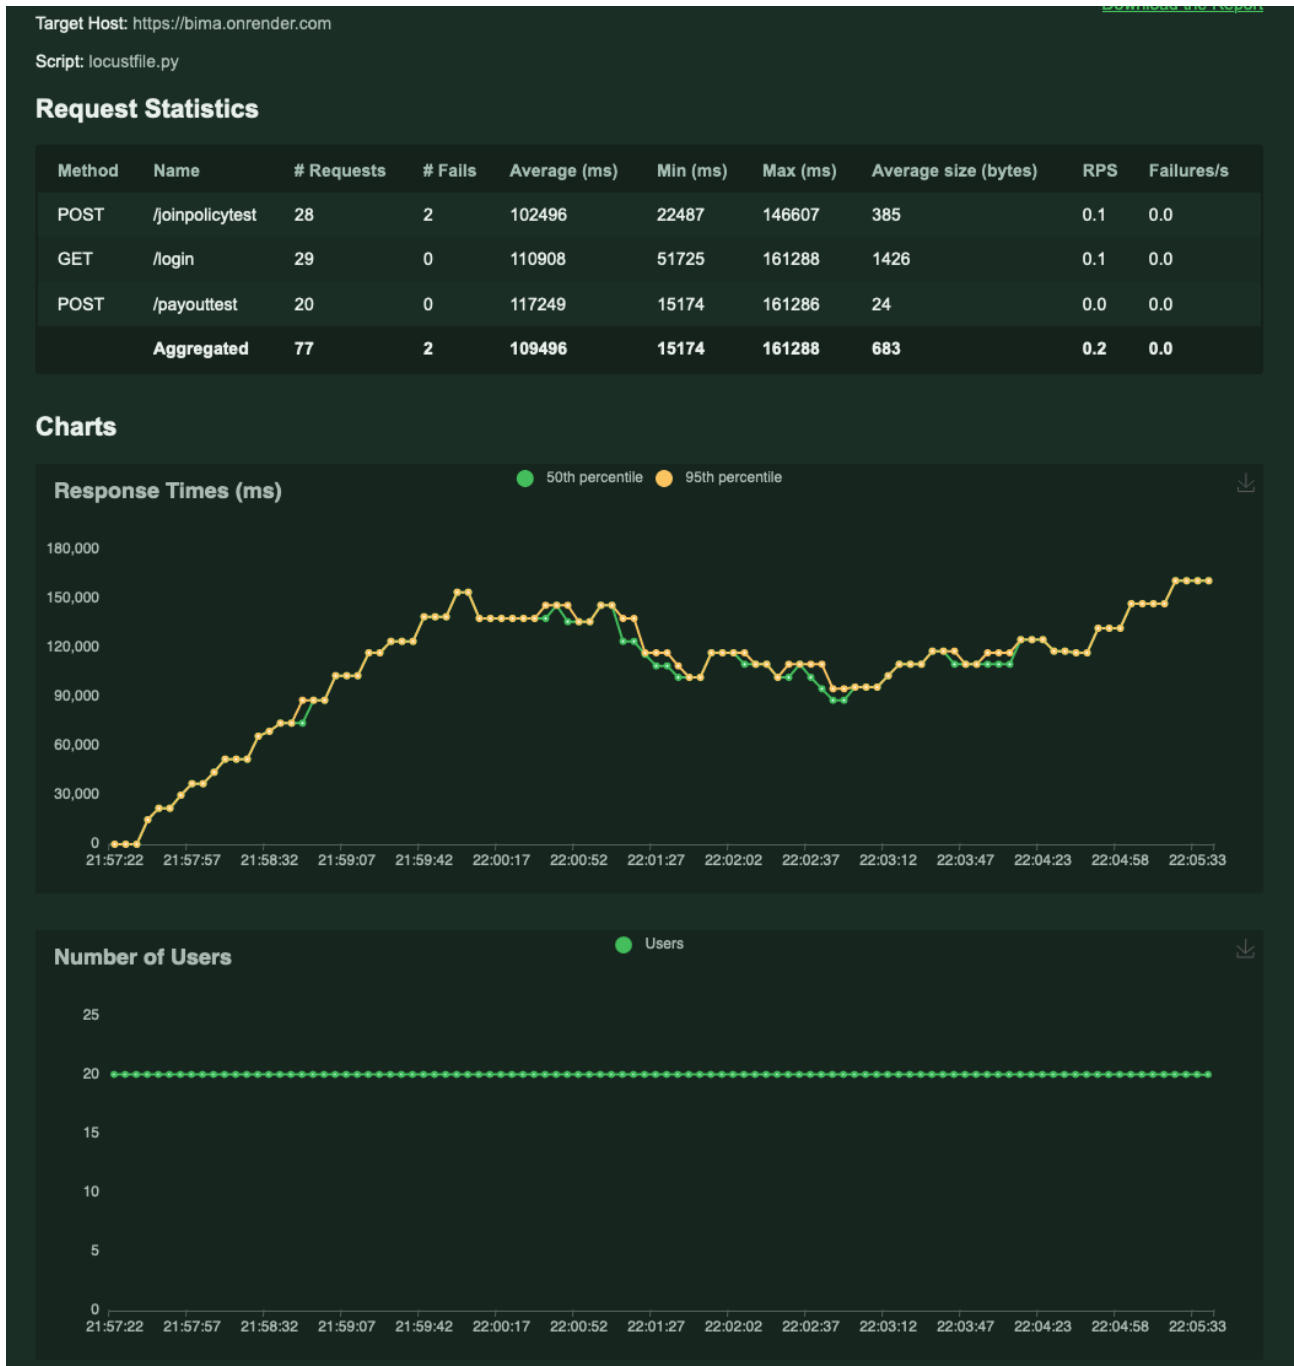 Download the Report
Target Host: https://bima.onrender.com
Script: locustfile.py
Request Statistics
Method Name # Requests # Fails Average (ms) Min (ms) Max (ms) Average size (bytes) RPS Failures/s
POST /joinpolicytest 28 2 102496 22487 146607 385 0.1 0.0
GET /login 29 0 110908 51725 161288 1426 0.1 0.0
POST /payouttest 20 0 117249 15174 161286 24 0.0 0.0
Aggregated 77 2 109496 15174 161288 683 0.2 0.0
Charts
Response Times (ms)
50th percentile 95th percentile
180,000
150,000
120,000
90,000
60,000
30,000
0
21:57:22 21:57:57 21:58:32 21:59:07 21:59:42 22:00:17 22:00:52 22:01:27 22:02:02 22:02:37 22:03:12 22:03:47 22:04:23 22:04:58 22:05:33
Number of Users
Users
25
20
15
10
5
0
21:57:22 21:57:57 21:58:32 21:59:07 21:59:42 22:00:17 22:00:52 22:01:27 22:02:02 22:02:37 22:03:12 22:03:47 22:04:23 22:04:58 22:05:33